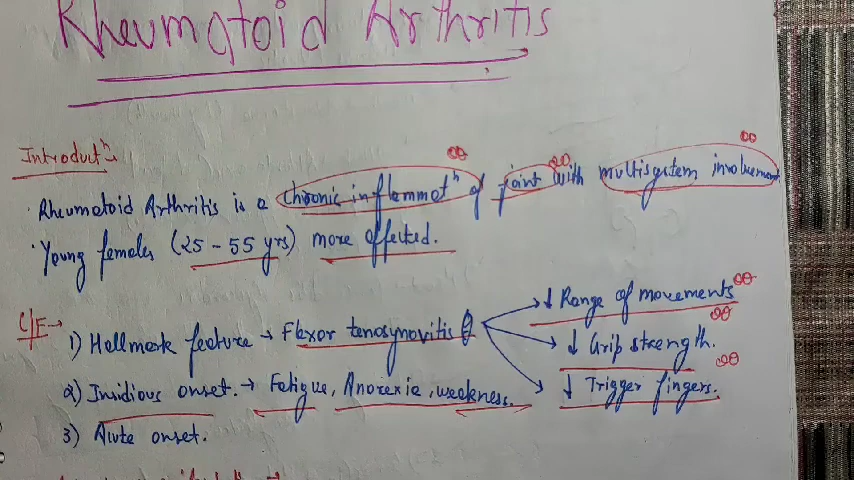 Rheumatoid Arthritis
Introductⁿ→
· Rheumatoid Arthritis is a chronic inflammatⁿ of joint with multisystem involvement
· Young females (25-55 yrs) more affected.
C/F→
1) Hallmark feature → Flexor tenosynovitis
↓ Range of movements
↓ Grip strength.
↓ Trigger fingers.
2) Insidious onset. → Fatigue, Anorexia, weakness.
3) Acute onset.